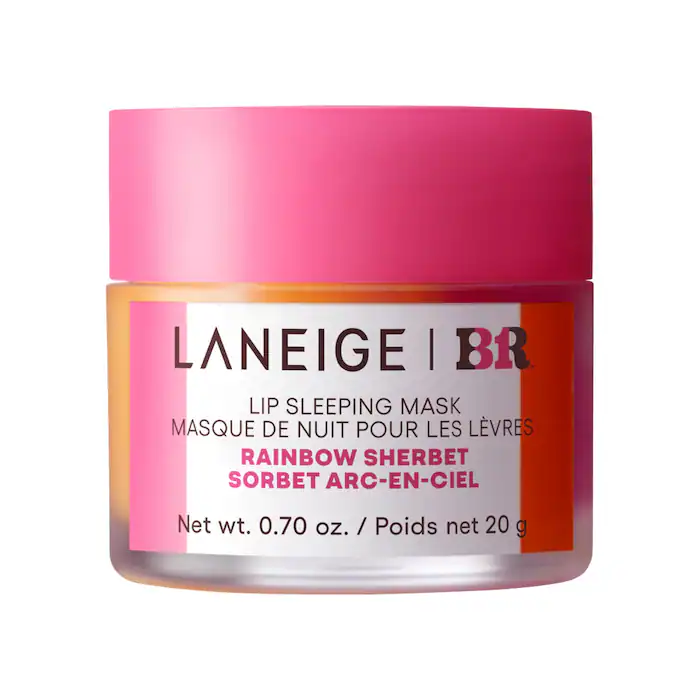 LANEIGE | BR
LIP SLEEPING MASK
MASQUE DE NUIT POUR LES LÈVRES
RAINBOW SHERBET
SORBET ARC-EN-CIEL
Net wt. 0.70 oz. / Poids net 20 g